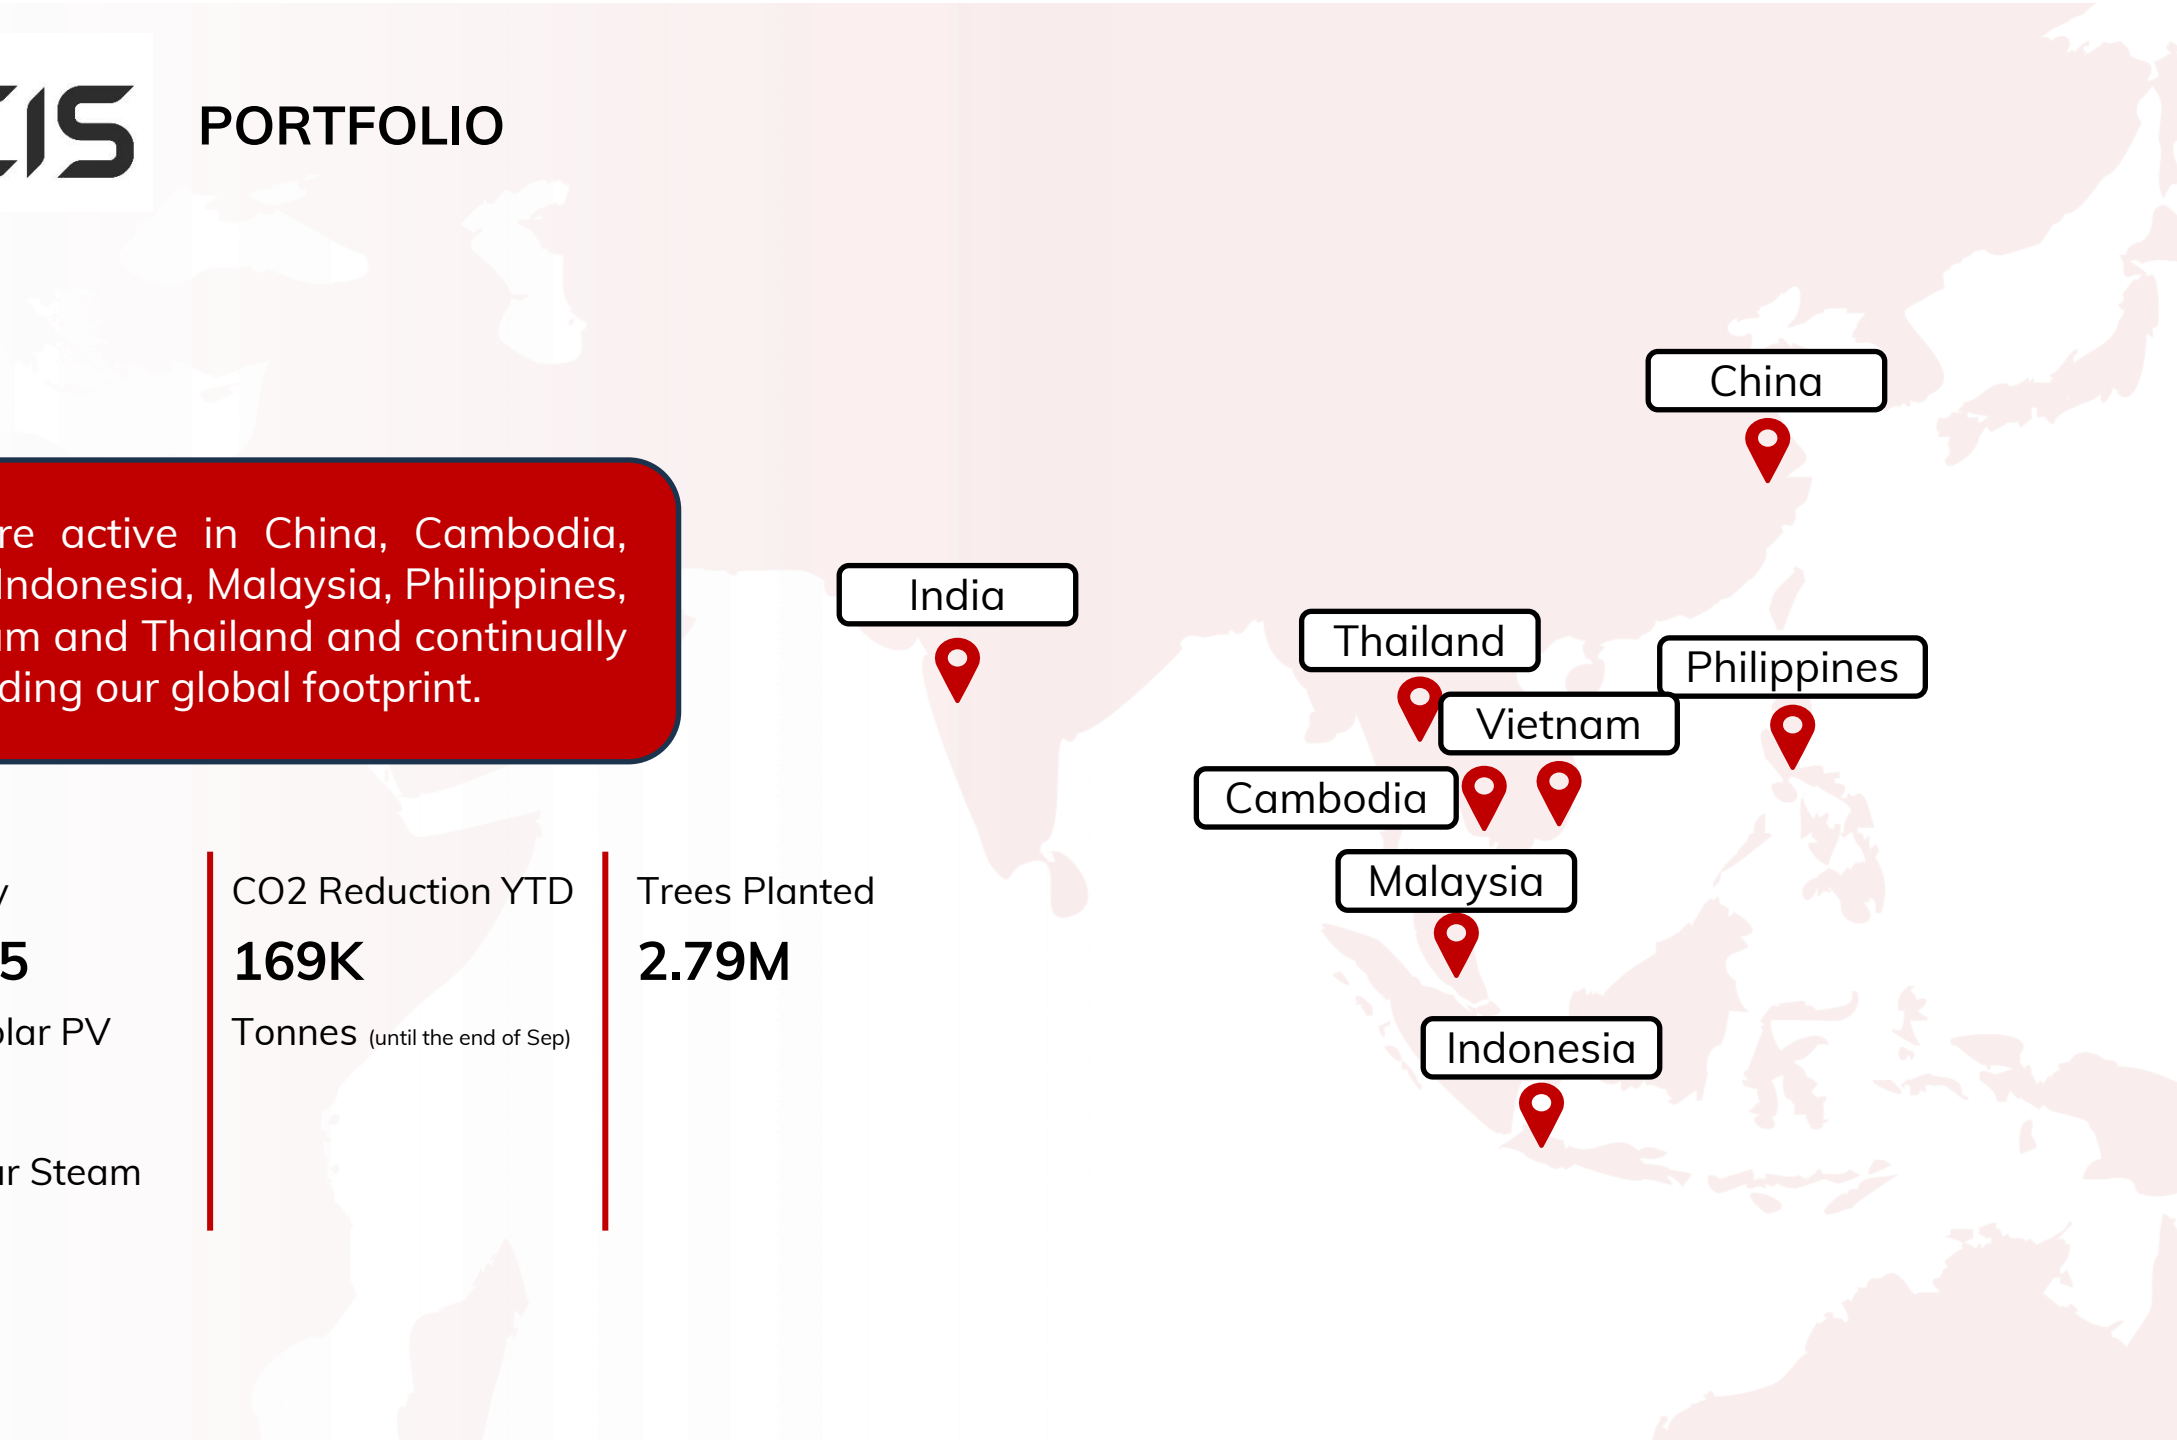 PORTFOLIO
China
re active in China, Cambodia,
Indonesia, Malaysia, Philippines,
am and Thailand and continually
ding our global footprint.
India
Thailand
Philippines
Vietnam
Cambodia
Malaysia
Indonesia
CO2 Reduction YTD
169K
Tonnes (until the end of Sep)
Trees Planted
2.79M
5
olar PV
ar Steam